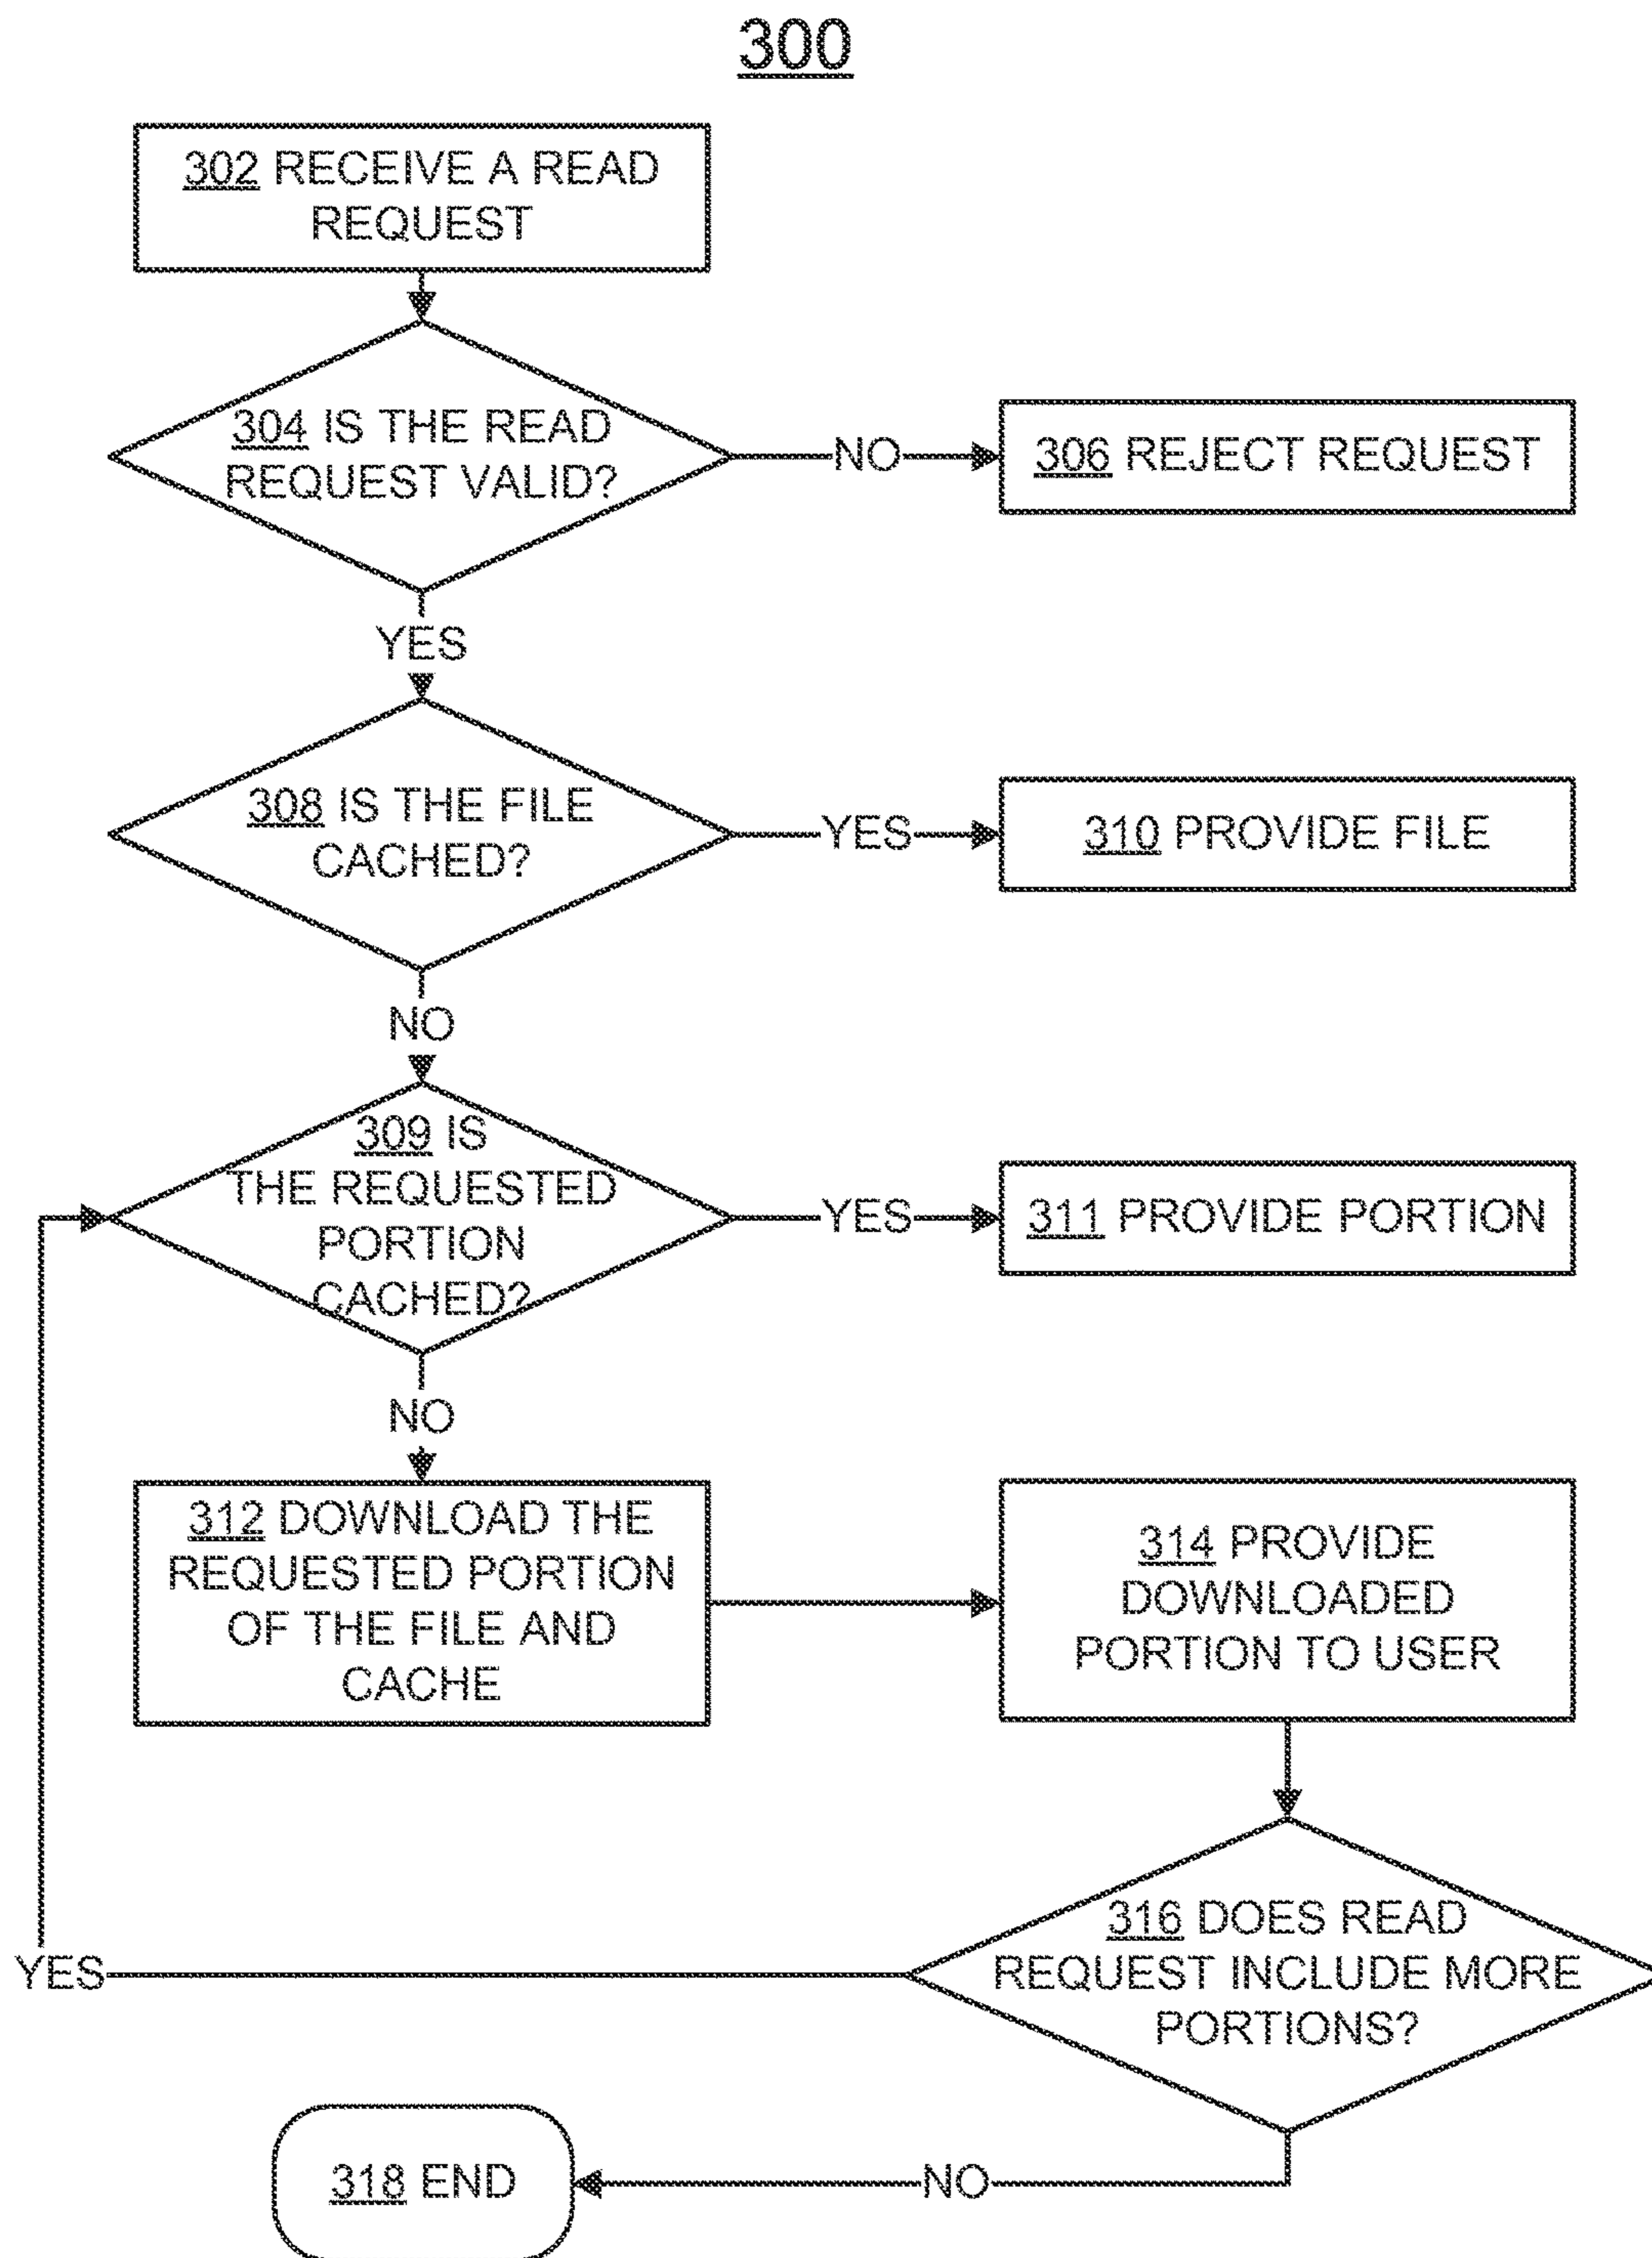 300
302 RECEIVE A READ
REQUEST
304 IS THE READ
REQUEST VALID?
NO
306 REJECT REQUEST
YES
308 IS THE FILE
CACHED?
YES
310 PROVIDE FILE
NO
309 IS
THE REQUESTED
PORTION
CACHED?
YES
311 PROVIDE PORTION
NO
312 DOWNLOAD THE
REQUESTED PORTION
OF THE FILE AND
CACHE
314 PROVIDE
DOWNLOADED
PORTION TO USER
316 DOES READ
REQUEST INCLUDE MORE
PORTIONS?
YES
NO
318 END